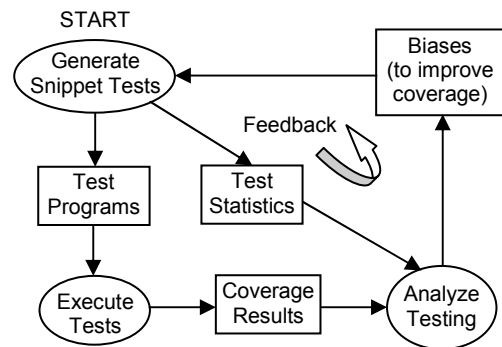 START
Generate
Snippet Tests
Biases
(to improve
coverage)
Feedback
Test
Programs
Test
Statistics
Execute
Tests
Coverage
Results
Analyze
Testing